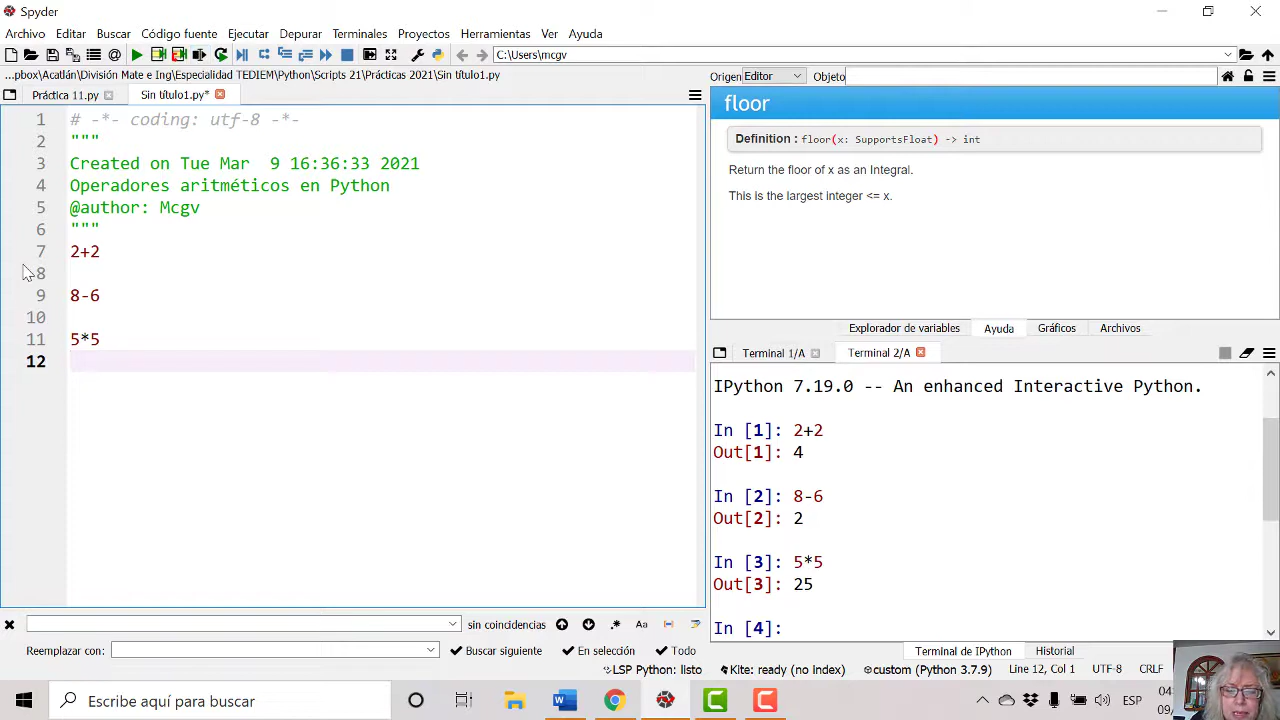 Spyder
Archivo Editar Buscar Código fuente Ejecutar Depurar Terminales Proyectos Herramientas Ver Ayuda
C:\Users\mcgv
...pbox\Acatlán\División Mate e Ing\Especialidad TEDIEM\Python\Scripts 21\Prácticas 2021\Sin título1.py
Práctica 11.py Sin título1.py*
1 # -*- coding: utf-8 -*-
2 """
3 Created on Tue Mar  9 16:36:33 2021
4 Operadores aritméticos en Python
5 @author: Mcgv
6 """
7 2+2
8
9 8-6
10
11 5*5
12
sin coincidencias Aa
Reemplazar con: Buscar siguiente En selección Todo
Origen Editor Objeto
floor
Definition : floor(x: SupportsFloat) -> int
Return the floor of x as an Integral.
This is the largest integer <= x.
Explorador de variables Ayuda Gráficos Archivos
Terminal 1/A Terminal 2/A
IPython 7.19.0 -- An enhanced Interactive Python.
In [1]: 2+2
Out[1]: 4
In [2]: 8-6
Out[2]: 2
In [3]: 5*5
Out[3]: 25
In [4]:
Terminal de IPython Historial
LSP Python: listo Kite: ready (no index) custom (Python 3.7.9) Line 12, Col 1 UTF-8 CRLF
Escribe aquí para buscar
ES